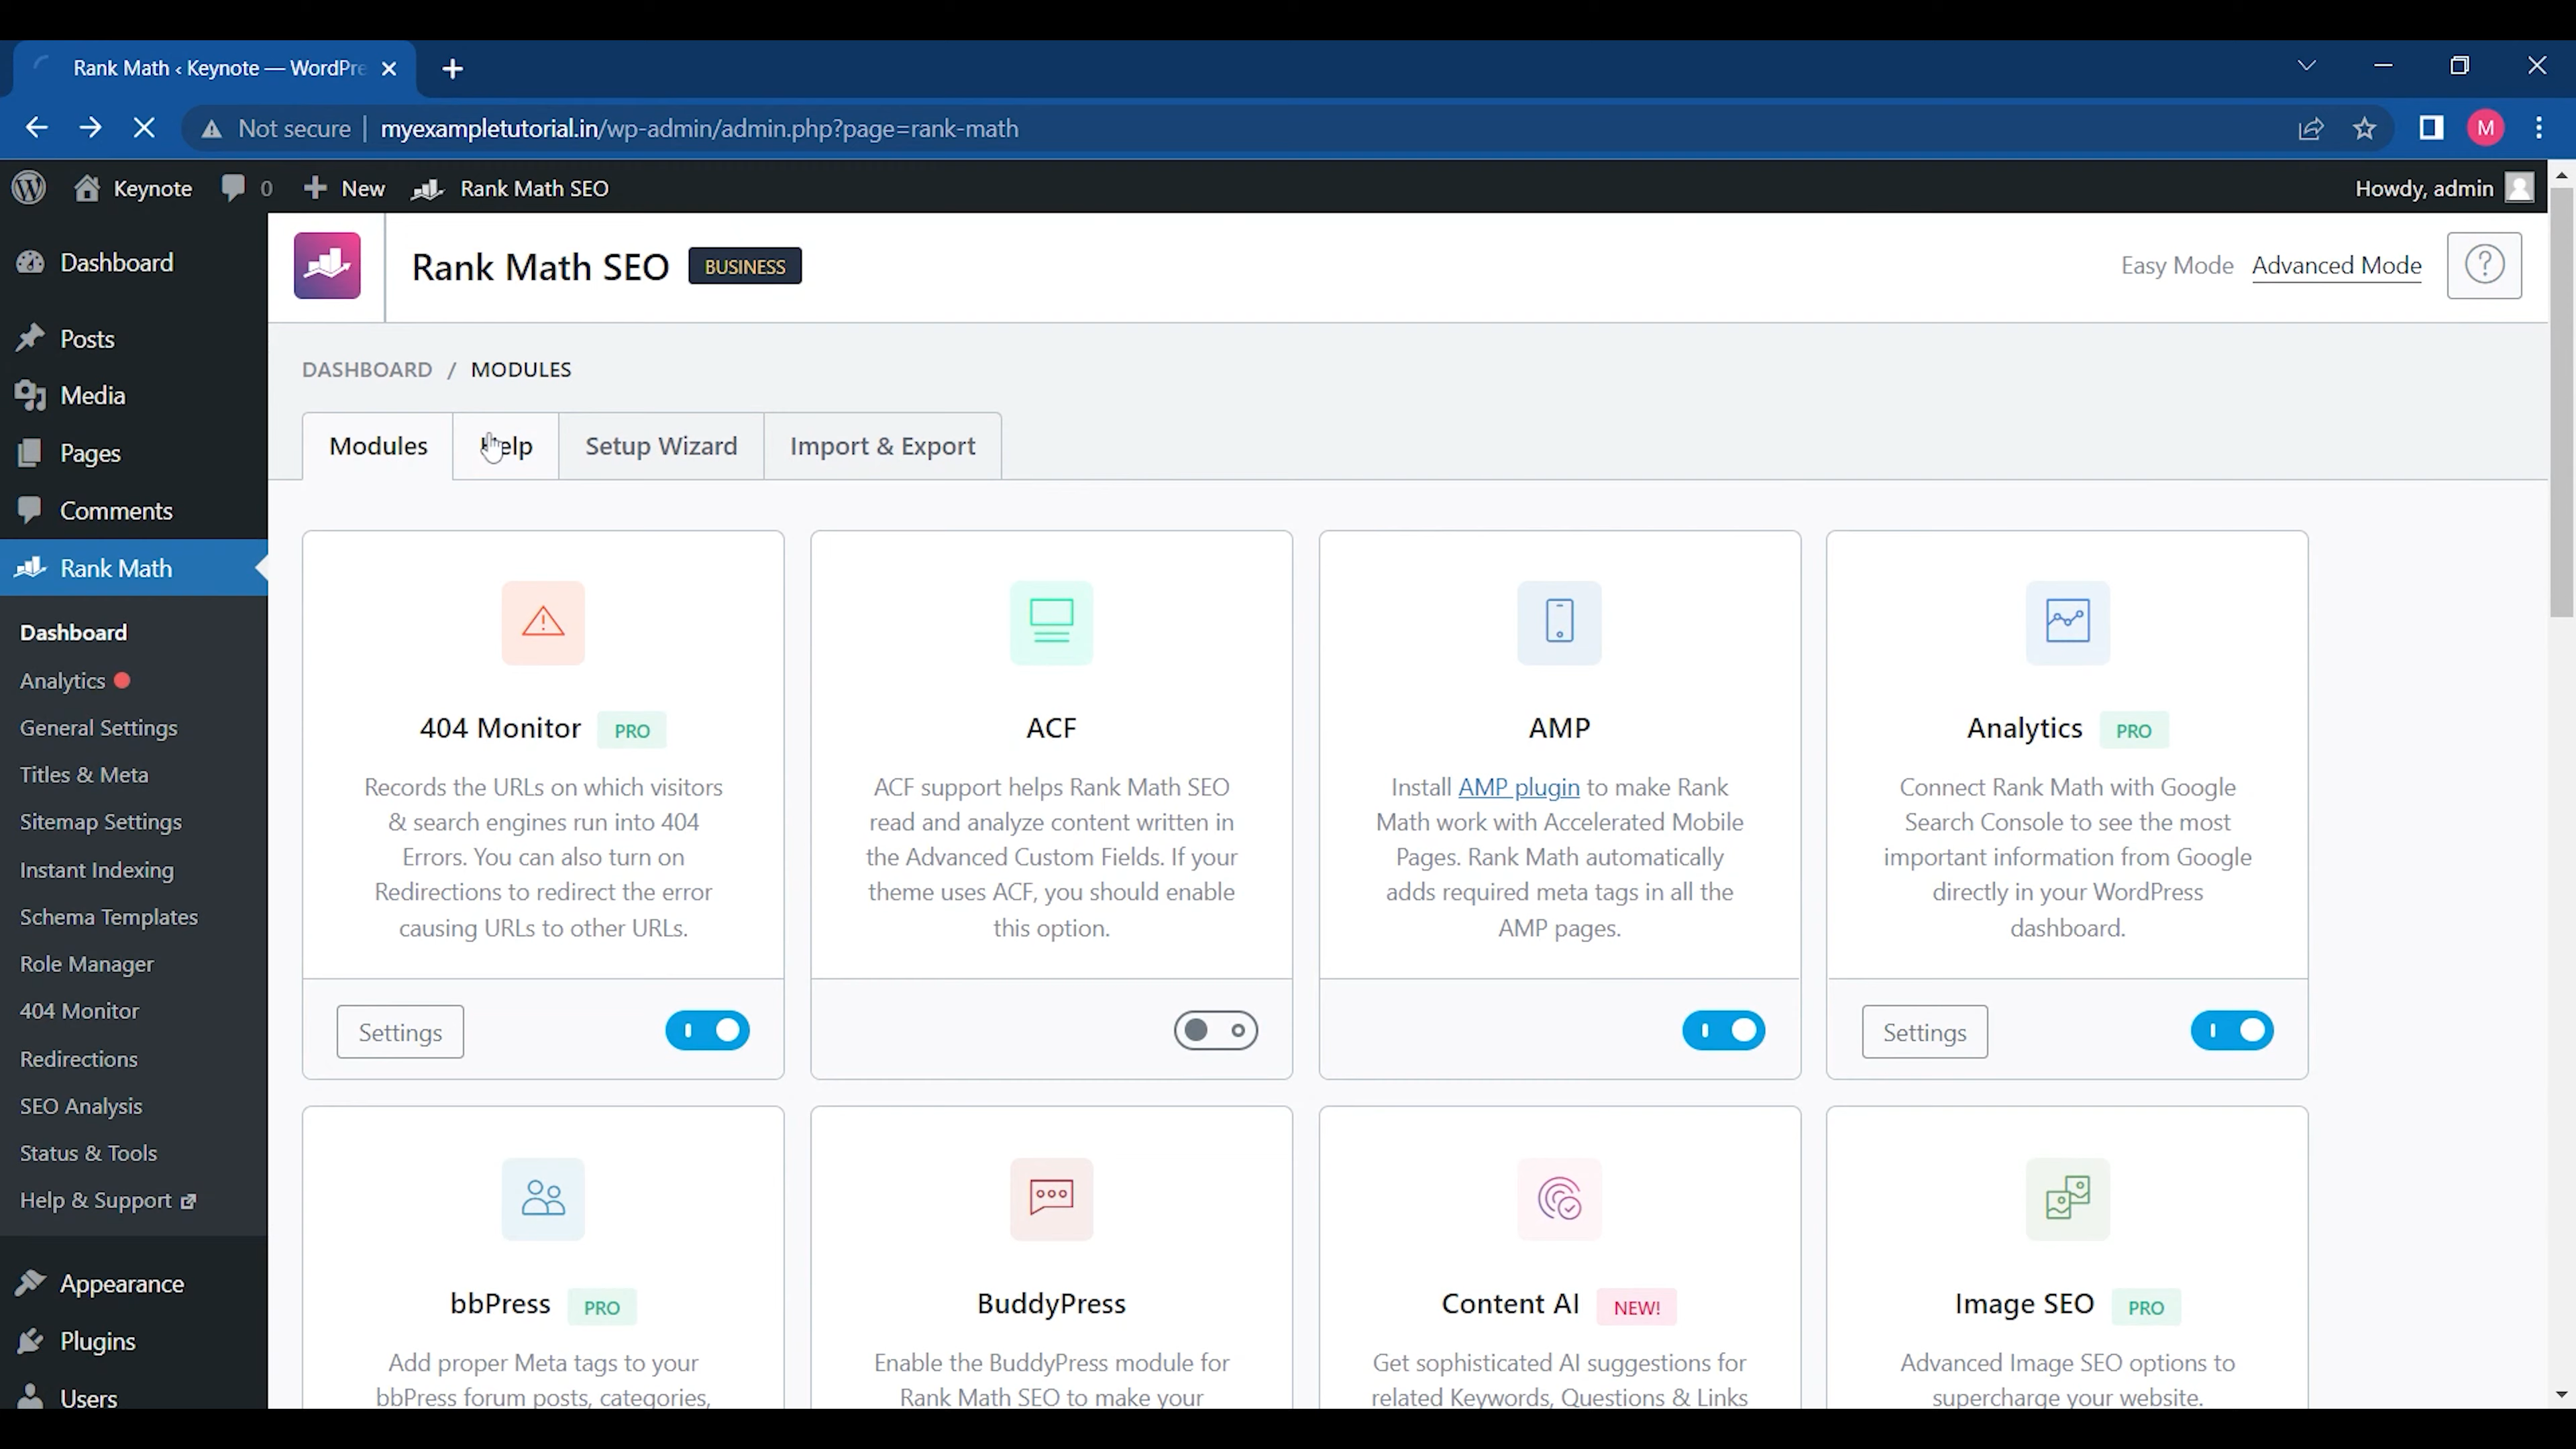 Rank Math ‹ Keynote — WordPre
Not secure
myexampletutorial.in/wp-admin/admin.php?page=rank-math
M
Keynote
0
New
Rank Math SEO
Howdy, admin
Dashboard
Posts
Media
Pages
Comments
Rank Math
Dashboard
Analytics
General Settings
Titles & Meta
Sitemap Settings
Instant Indexing
Schema Templates
Role Manager
404 Monitor
Redirections
SEO Analysis
Status & Tools
Help & Support
Appearance
Plugins
Users
Rank Math SEO
BUSINESS
Easy Mode
Advanced Mode
?
DASHBOARD / MODULES
Modules
Help
Setup Wizard
Import & Export
404 Monitor PRO
Records the URLs on which visitors
& search engines run into 404
Errors. You can also turn on
Redirections to redirect the error
causing URLs to other URLs.
Settings
ACF
ACF support helps Rank Math SEO
read and analyze content written in
the Advanced Custom Fields. If your
theme uses ACF, you should enable
this option.
AMP
Install AMP plugin to make Rank
Math work with Accelerated Mobile
Pages. Rank Math automatically
adds required meta tags in all the
AMP pages.
Analytics PRO
Connect Rank Math with Google
Search Console to see the most
important information from Google
directly in your WordPress
dashboard.
Settings
bbPress PRO
Add proper Meta tags to your
bbPress forum posts, categories,
BuddyPress
Enable the BuddyPress module for
Rank Math SEO to make your
Content AI NEW!
Get sophisticated AI suggestions for
related Keywords, Questions & Links
Image SEO PRO
Advanced Image SEO options to
supercharge your website.